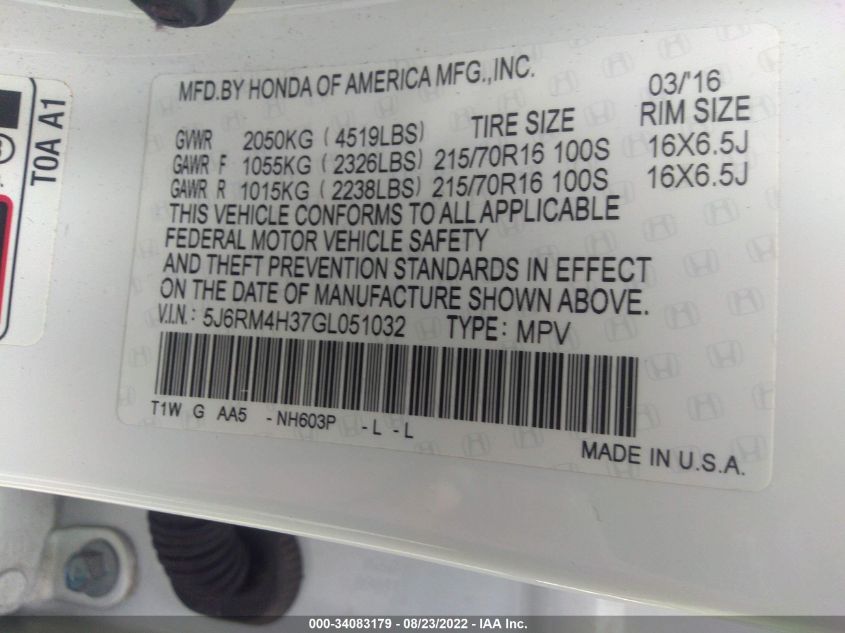 MFD.BY HONDA OF AMERICA MFG.,INC. 03/'16
GVWR 2050KG (4519LBS) TIRE SIZE RIM SIZE
GAWR F 1055KG (2326LBS) 215/70R16 100S 16X6.5J
GAWR R 1015KG (2238LBS) 215/70R16 100S 16X6.5J
THIS VEHICLE CONFORMS TO ALL APPLICABLE
FEDERAL MOTOR VEHICLE SAFETY
AND THEFT PREVENTION STANDARDS IN EFFECT
ON THE DATE OF MANUFACTURE SHOWN ABOVE.
V.I.N.: 5J6RM4H37GL051032 TYPE: MPV
T1W G AA5 -NH603P -L -L
MADE IN U.S.A.
T0A A1
000-34083179 - 08/23/2022 - IAA Inc.